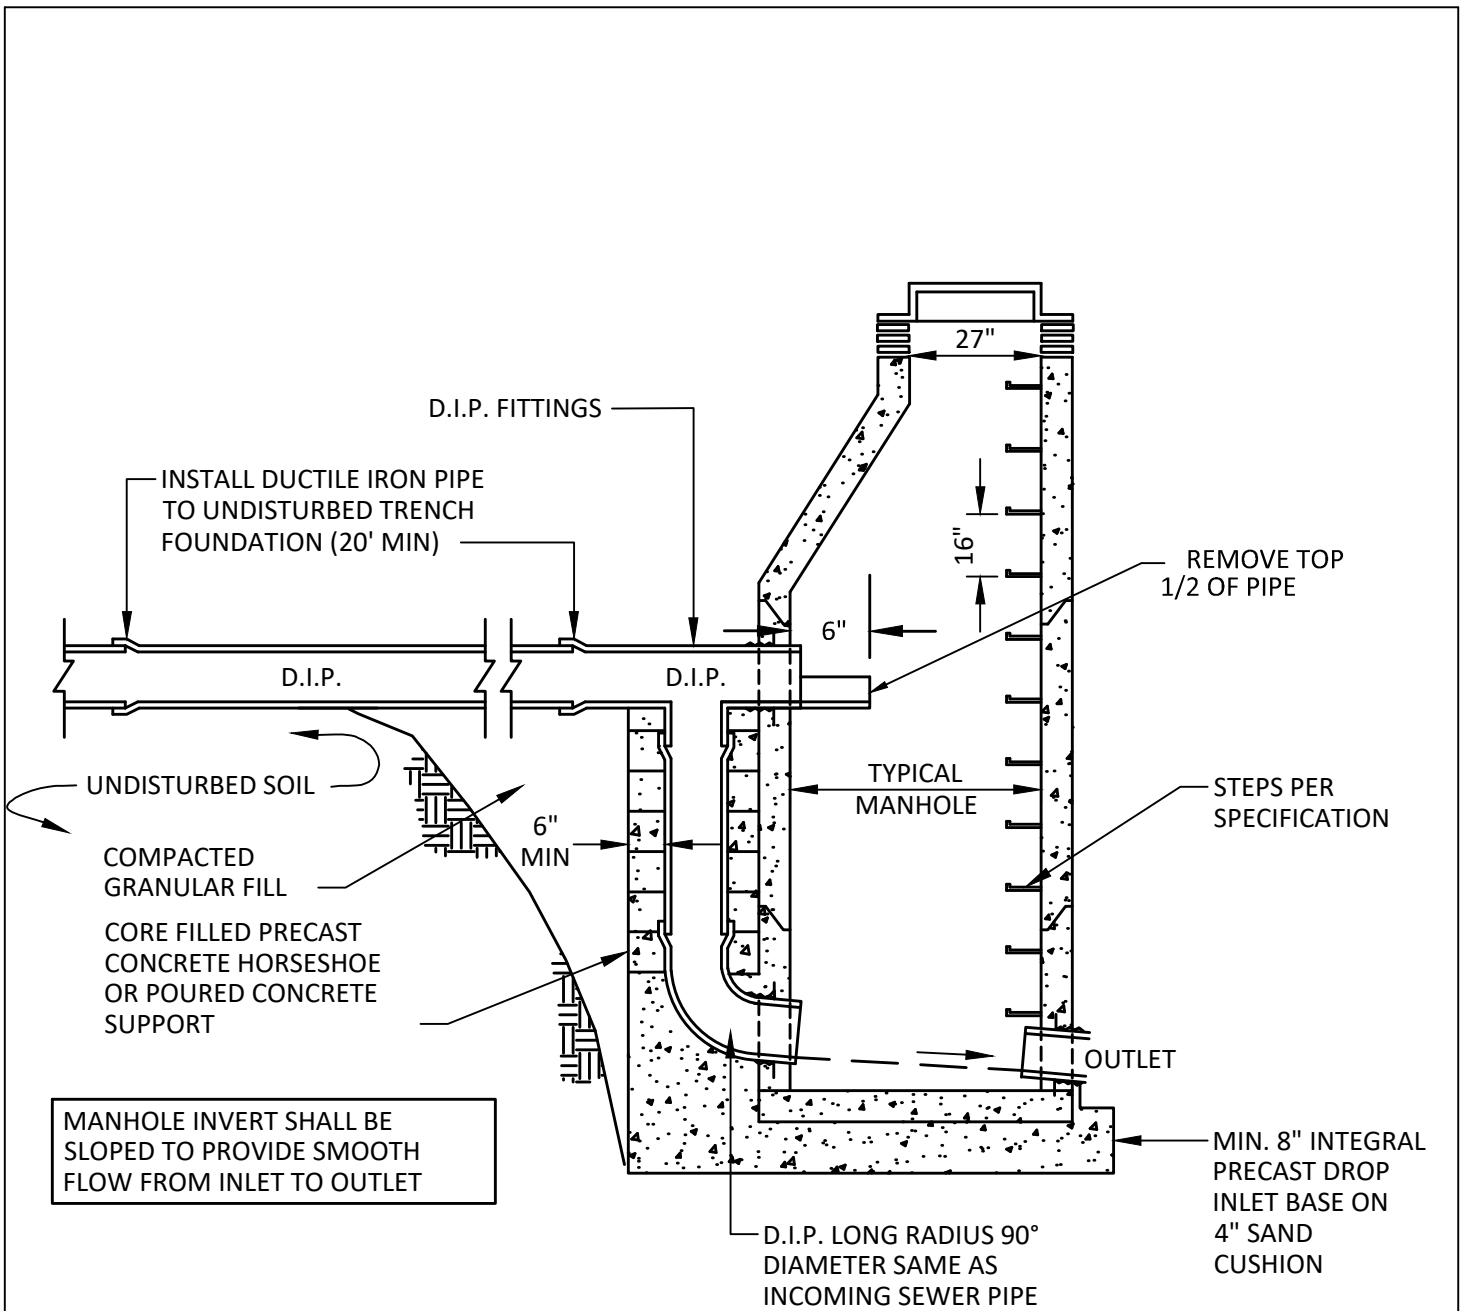 27"
D.I.P. FITTINGS
INSTALL DUCTILE IRON PIPE
TO UNDISTURBED TRENCH
FOUNDATION (20' MIN)
16"
REMOVE TOP
1/2 OF PIPE
6"
D.I.P.
D.I.P.
UNDISTURBED SOIL
TYPICAL
MANHOLE
STEPS PER
SPECIFICATION
6"
MIN
COMPACTED
GRANULAR FILL
CORE FILLED PRECAST
CONCRETE HORSESHOE
OR POURED CONCRETE
SUPPORT
OUTLET
MANHOLE INVERT SHALL BE
SLOPED TO PROVIDE SMOOTH
FLOW FROM INLET TO OUTLET
MIN. 8" INTEGRAL
PRECAST DROP
INLET BASE ON
4" SAND
CUSHION
D.I.P. LONG RADIUS 90°
DIAMETER SAME AS
INCOMING SEWER PIPE